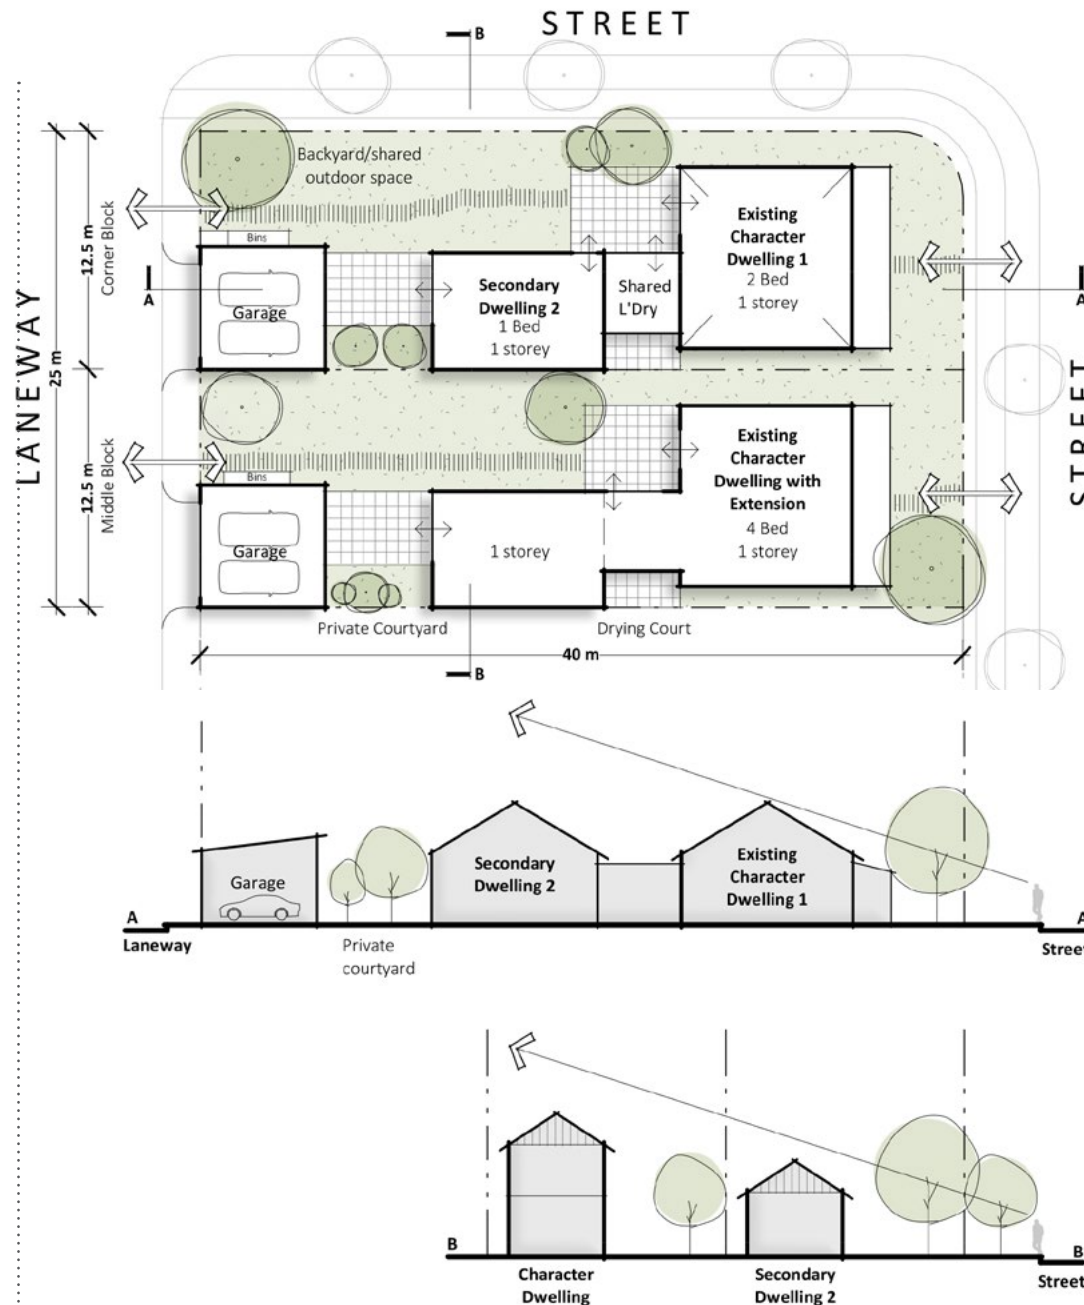 STREET
B
LANEWAY
25 m
12.5 m
Corner Block
12.5 m
Middle Block
Backyard/shared
outdoor space
Bins
A
Garage
Secondary
Dwelling 2
1 Bed
1 storey
Shared
L'Dry
Existing
Character
Dwelling 1
2 Bed
1 storey
A
STREET
Bins
Garage
1 storey
Existing
Character
Dwelling with
Extension
4 Bed
1 storey
Private Courtyard
Drying Court
40 m
B
Garage
Secondary
Dwelling 2
Existing
Character
Dwelling 1
A
A
Laneway
Street
Private
courtyard
B
B
Street
Character
Dwelling
Secondary
Dwelling 2